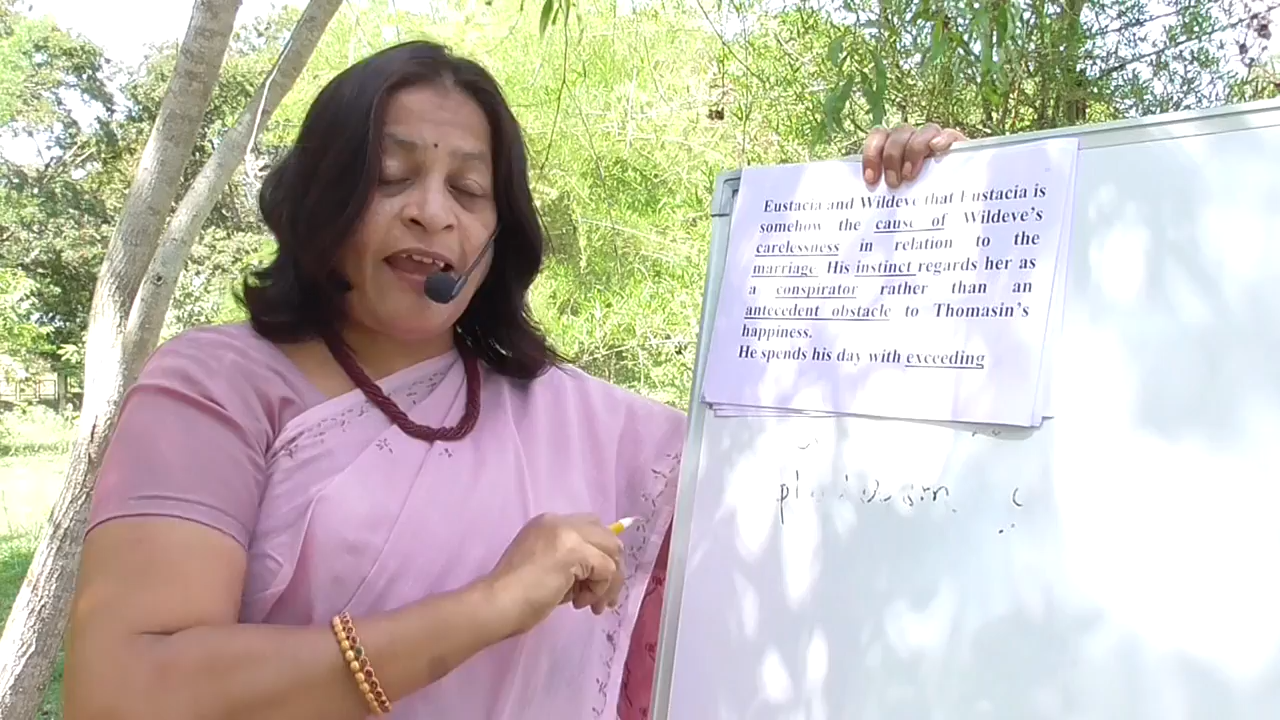 Eustacia and Wildeve that Eustacia is
somehow the cause of Wildeve's
carelessness in relation to the
marriage. His instinct regards her as
a conspirator rather than an
antecedent obstacle to Thomasin's
happiness.
He spends his day with exceeding